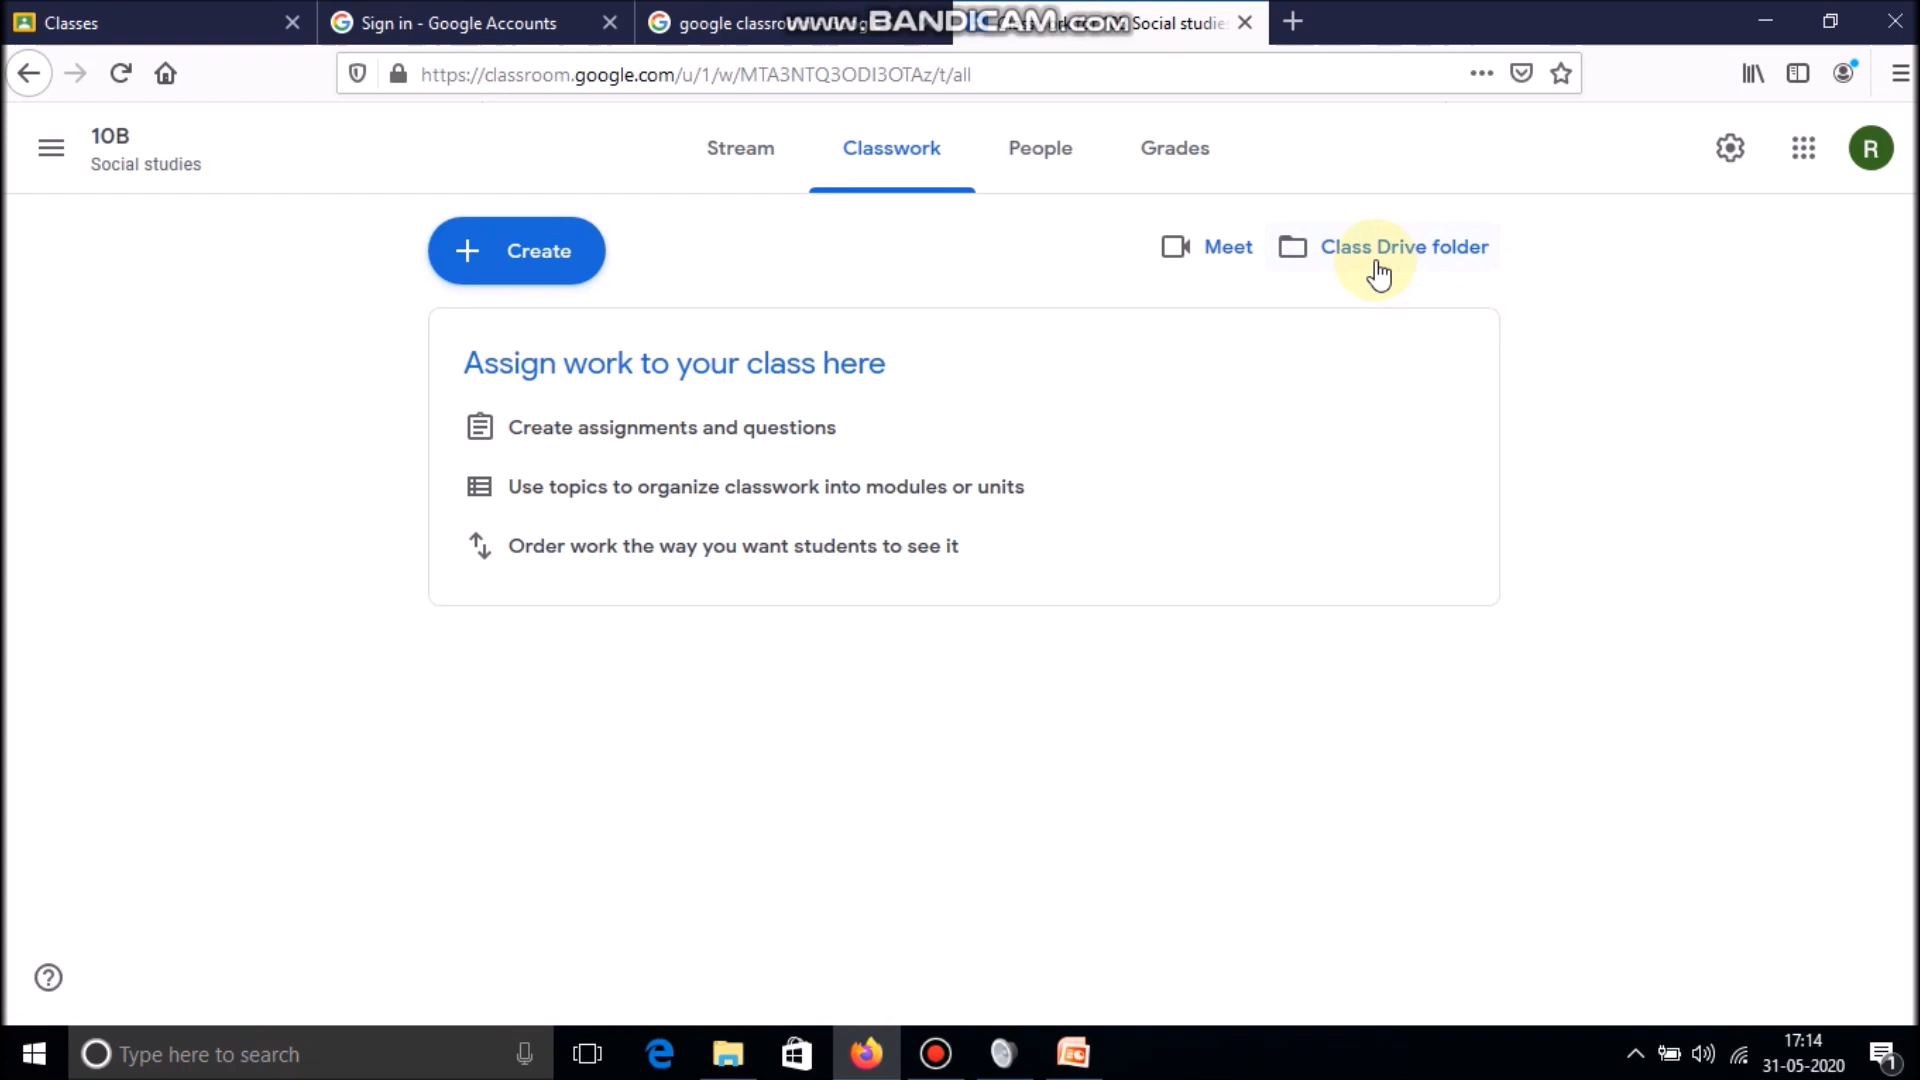 Classes
Sign in - Google Accounts
google classro
www.BANDICAM.com
Social studie
https://classroom.google.com/u/1/w/MTA3NTQ3ODI3OTAz/t/all
10B
Social studies
Stream
Classwork
People
Grades
R
Create
Meet
Class Drive folder
Assign work to your class here
Create assignments and questions
Use topics to organize classwork into modules or units
Order work the way you want students to see it
Type here to search
17:14
31-05-2020
1